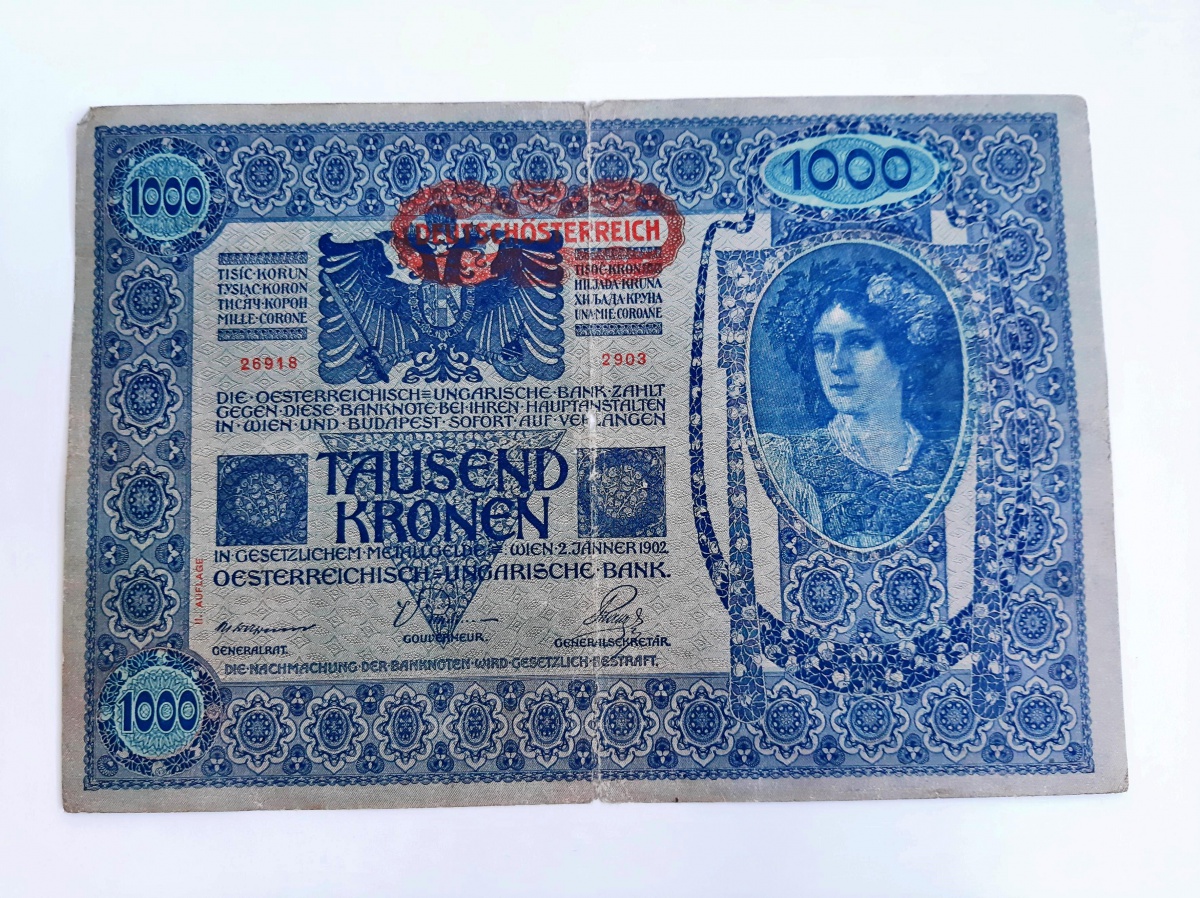 1000
1000
DEUTSCHÖSTERREICH
TISÍC·KORUN
TYSIĄC·KORON
ТИСЯЧ·КОРОН
MILLE·CORONE
TISOČ·KRON
HILJADA·KRUNA
ХИЉАДА·КРУНА
UNA·MIE·COROANE
26918
2903
DIE·OESTERREICHISCH=UNGARISCHE·BANK·ZAHLT
GEGEN·DIESE·BANKNOTE·BEI·IHREN·HAUPTANSTALTEN
IN·WIEN·UND·BUDAPEST·SOFORT·AUF·VERLANGEN
TAUSEND
KRONEN
IN·GESETZLICHEM·METALLGELDE.=WIEN·2.JÄNNER 1902.
OESTERREICHISCH=UNGARISCHE·BANK.
II. AUFLAGE
GENERALRAT.
GOUVERNEUR.
GENERALSEKRETÄR.
DIE·NACHMACHUNG·DER·BANKNOTEN·WIRD·GESETZLICH·BESTRAFT.
1000